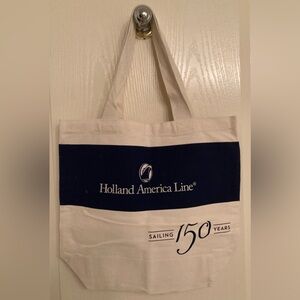 Holland America Line®
SAILING 150 YEARS